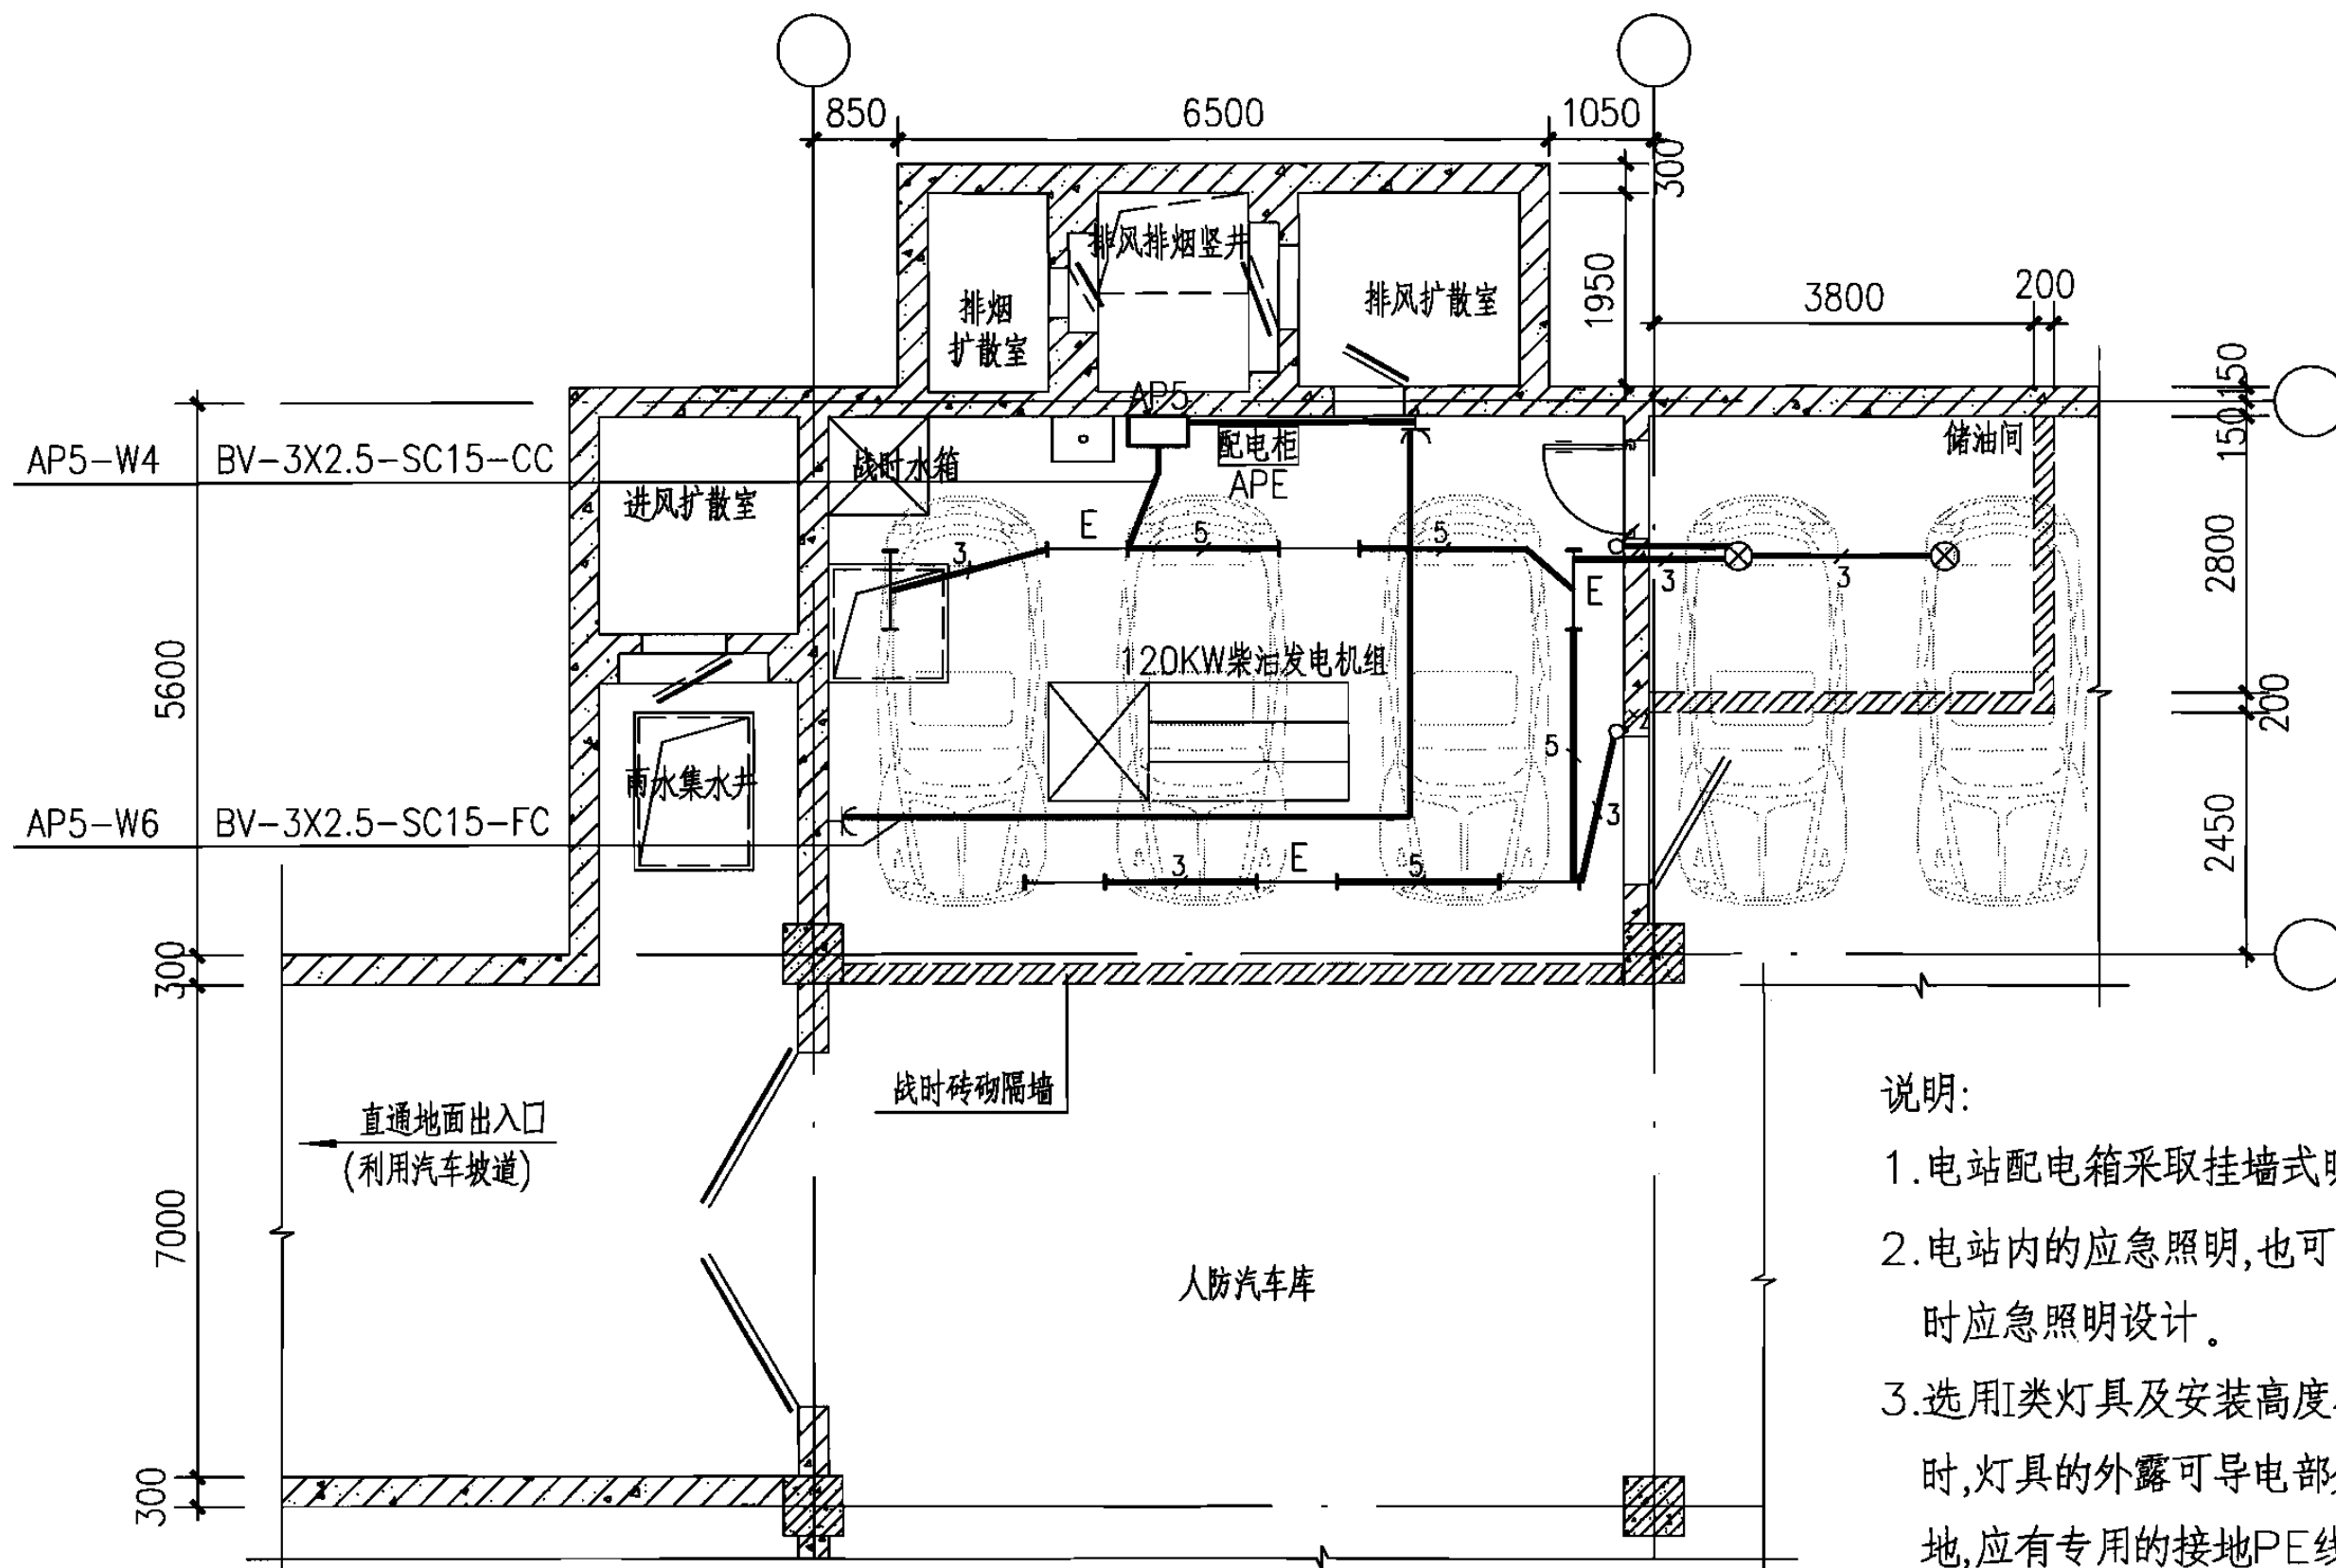 850
6500
1050
300
排风排烟竖井
排烟
扩散室
排风扩散室
1950
3800
200
150
150
AP5
储油间
配电柜
APE
战时水箱
AP5-W4 BV-3X2.5-SC15-CC
进风扩散室
E
3
5
5
3
3
E
2800
5600
120KW柴油发电机组
200
5
雨水集水井
3
AP5-W6 BV-3X2.5-SC15-FC
2450
3
E
5
300
战时砖砌隔墙
直通地面出入口
(利用汽车坡道)
7000
人防汽车库
300
说明:
1.电站配电箱采取挂墙式
2.电站内的应急照明,也可
时应急照明设计。
3.选用I类灯具及安装高度
时,灯具的外露可导电部
地,应有专用的接地PE线